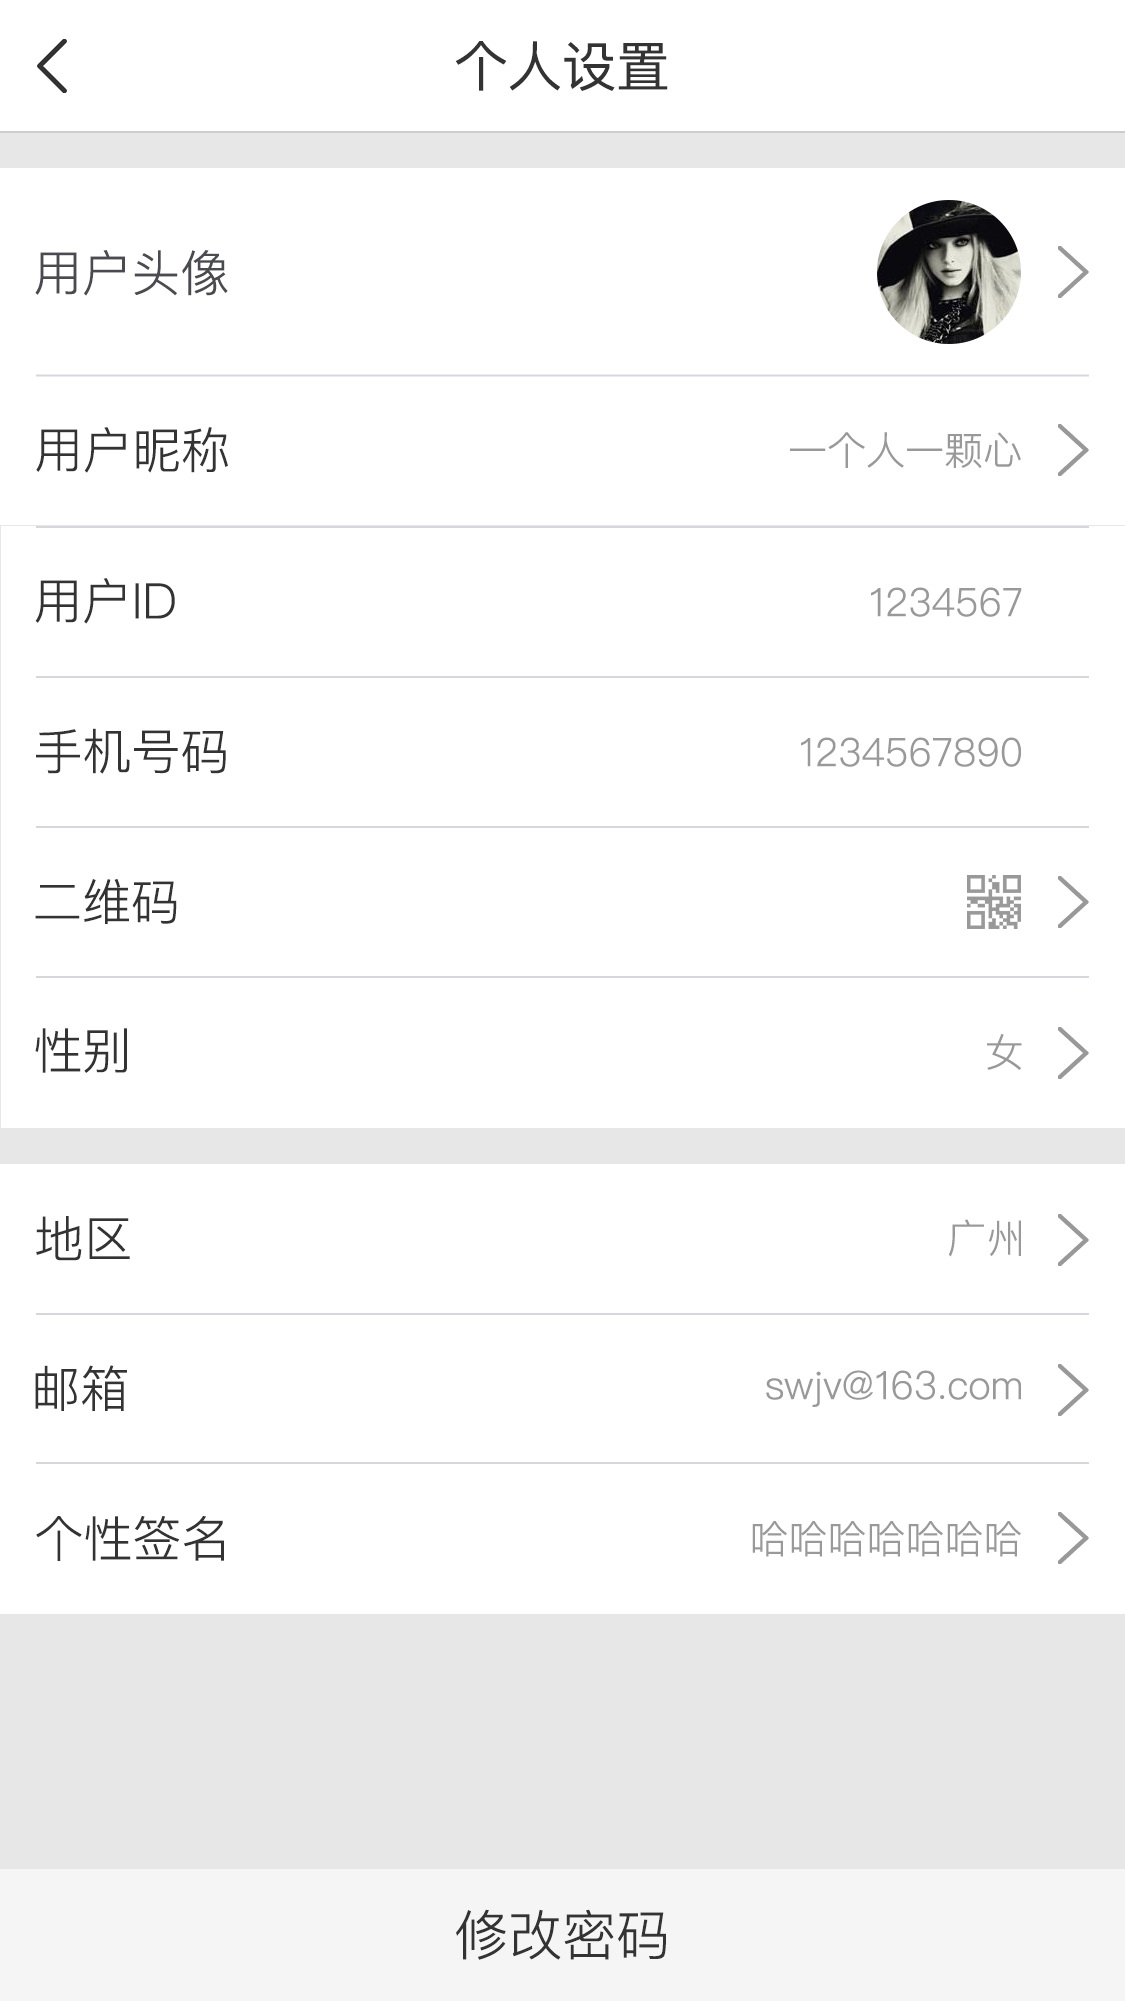 个人设置
用户头像
用户昵称 一个人一颗心
用户ID 1234567
手机号码 1234567890
二维码
性别 女
地区 广州
邮箱 swjv@163.com
个性签名 哈哈哈哈哈哈哈
修改密码